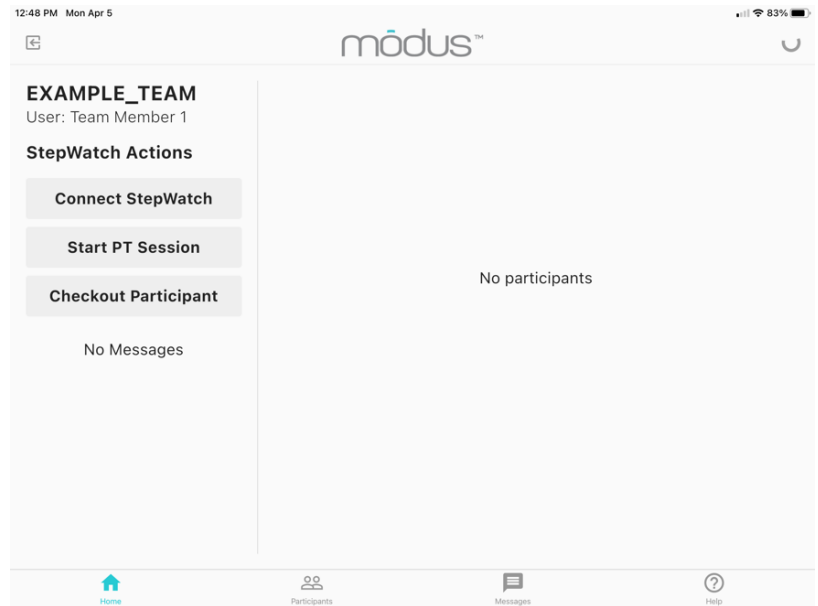 12:48 PM Mon Apr 5
83%
mōdus™
EXAMPLE_TEAM
User: Team Member 1
StepWatch Actions
Connect StepWatch
Start PT Session
Checkout Participant
No Messages
No participants
Home
Participants
Messages
Help